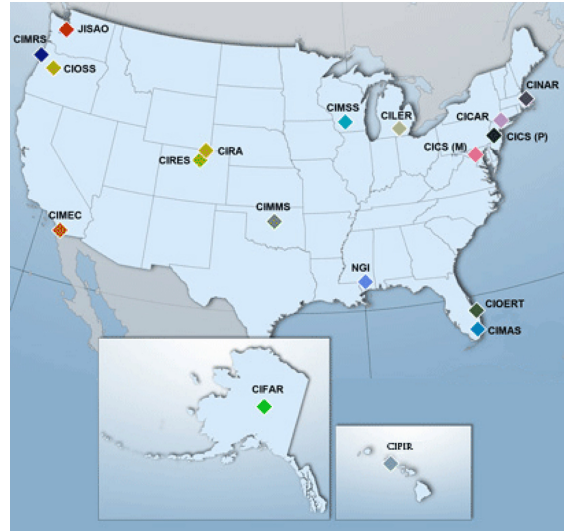 JISAO
CIMRS
CIOSS
CIMSS
CILER
CINAR
CICAR
CICS (P)
CICS (M)
CIRA
CIRES
CIMMS
CIMEC
NGI
CIOERT
CIMAS
CIFAR
CIPIR